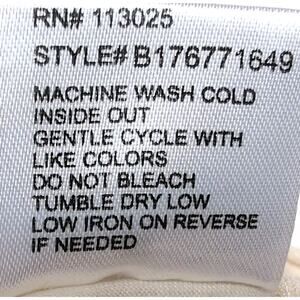 RN# 113025
STYLE# B176771649
MACHINE WASH COLD
INSIDE OUT
GENTLE CYCLE WITH
LIKE COLORS
DO NOT BLEACH
TUMBLE DRY LOW
LOW IRON ON REVERSE
IF NEEDED